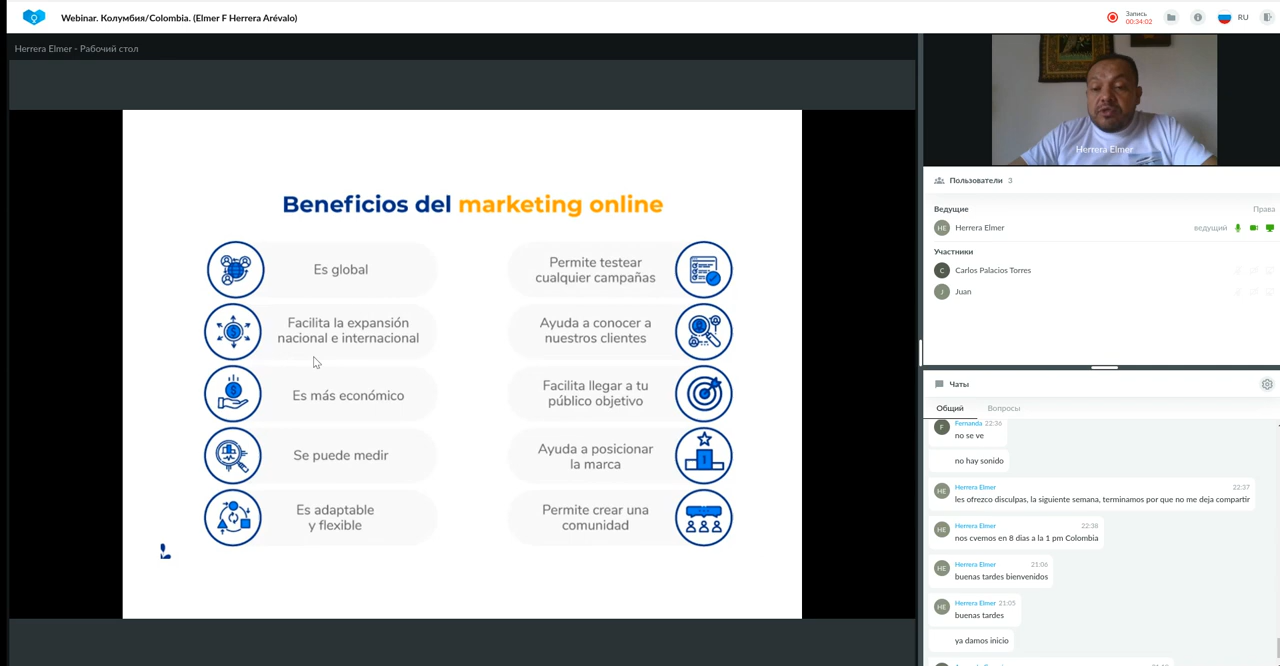 Webinar. Колумбия/Colombia. (Elmer F Herrera Arévalo)
Запись
00:34:02
RU
Herrera Elmer - Рабочий стол
Beneficios del marketing online
Es global
Facilita la expansión
nacional e internacional
Es más económico
Se puede medir
Es adaptable
y flexible
Permite testear
cualquier campañas
Ayuda a conocer a
nuestros clientes
Facilita llegar a tu
público objetivo
Ayuda a posicionar
la marca
Permite crear una
comunidad
Herrera Elmer
Пользователи 3
Ведущие Права
HE Herrera Elmer ведущий
Участники
C Carlos Palacios Torres
J Juan
Чаты
Общий Вопросы
F Fernanda 22:36
no se ve
no hay sonido
HE Herrera Elmer 22:37
les ofrezco disculpas, la siguiente semana, terminamos por que no me deja compartir
HE Herrera Elmer 22:38
nos cvemos en 8 dias a la 1 pm Colombia
HE Herrera Elmer 21:06
buenas tardes bienvenidos
HE Herrera Elmer 21:05
buenas tardes
ya damos inicio